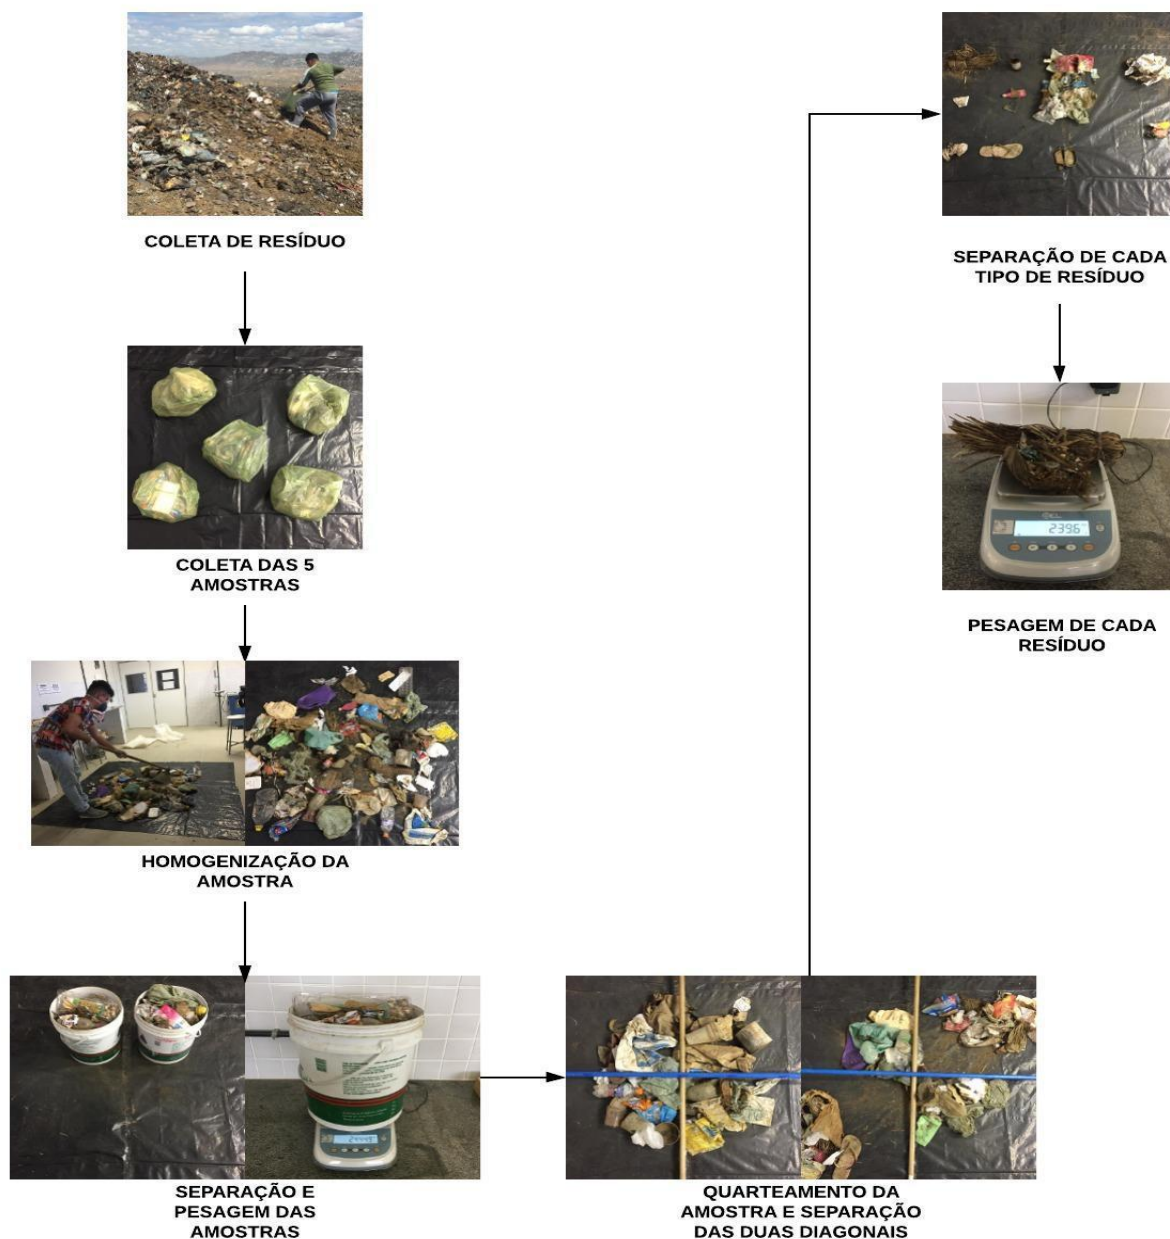 COLETA DE RESÍDUO
COLETA DAS 5
AMOSTRAS
HOMOGENIZAÇÃO DA
AMOSTRA
SEPARAÇÃO E
PESAGEM DAS
AMOSTRAS
QUARTEAMENTO DA
AMOSTRA E SEPARAÇÃO
DAS DUAS DIAGONAIS
SEPARAÇÃO DE CADA
TIPO DE RESÍDUO
2396
PESAGEM DE CADA
RESÍDUO